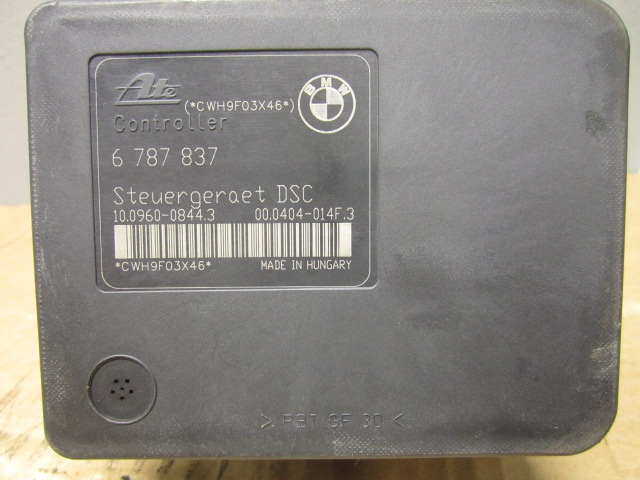 Ate (*CWH9F03X46*) BMW
Controller
6 787 837
Steuergeraet DSC
10.0960-0844.3 00.0404-014F.3
*CWH9F03X46* MADE IN HUNGARY
> PBT GF 30 <